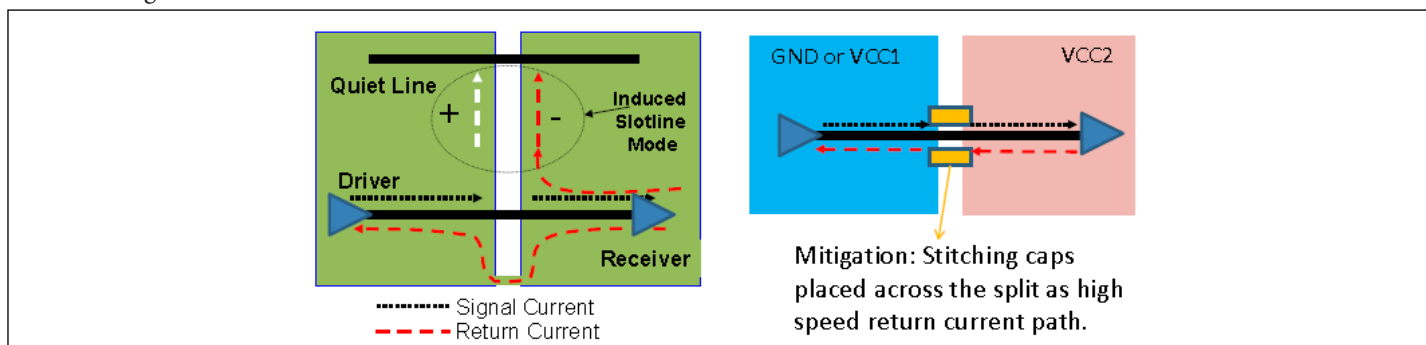 Quiet Line
+
-
Induced
Slotline
Mode
Driver
Receiver
Signal Current
Return Current
GND or VCC1
VCC2
Mitigation: Stitching caps
placed across the split as high
speed return current path.